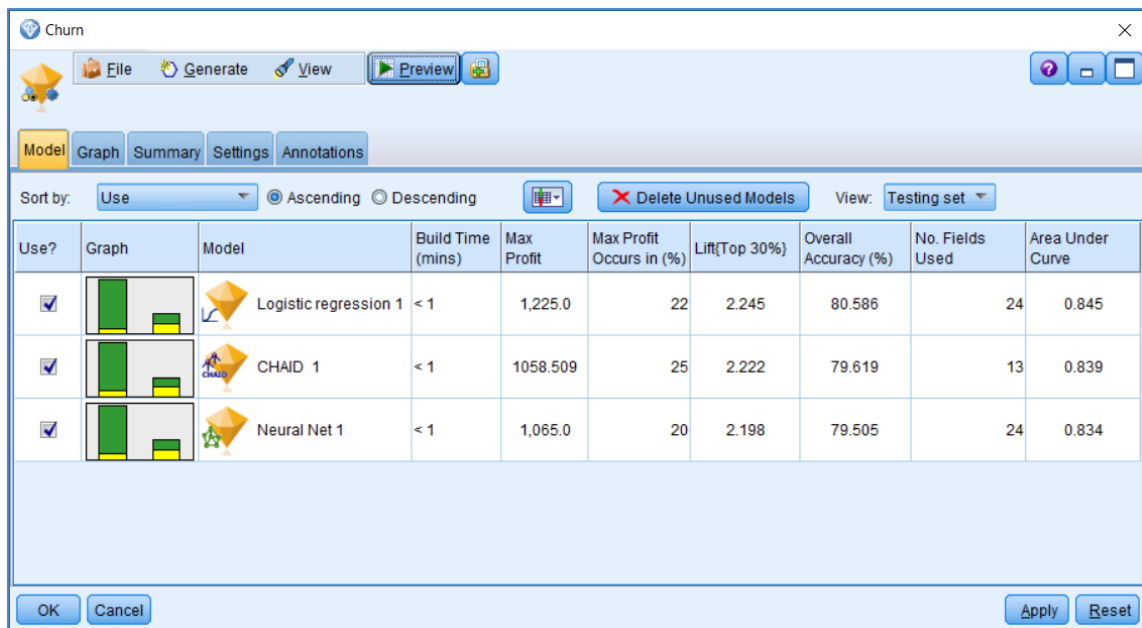 Churn
File Generate View Preview
Model Graph Summary Settings Annotations
Sort by: Use Ascending Descending Delete Unused Models View: Testing set
Use? Graph Model Build Time (mins) Max Profit Max Profit Occurs in (%) Lift{Top 30%} Overall Accuracy (%) No. Fields Used Area Under Curve
Logistic regression 1 < 1 1,225.0 22 2.245 80.586 24 0.845
CHAID CHAID 1 < 1 1058.509 25 2.222 79.619 13 0.839
Neural Net 1 < 1 1,065.0 20 2.198 79.505 24 0.834
OK Cancel Apply Reset